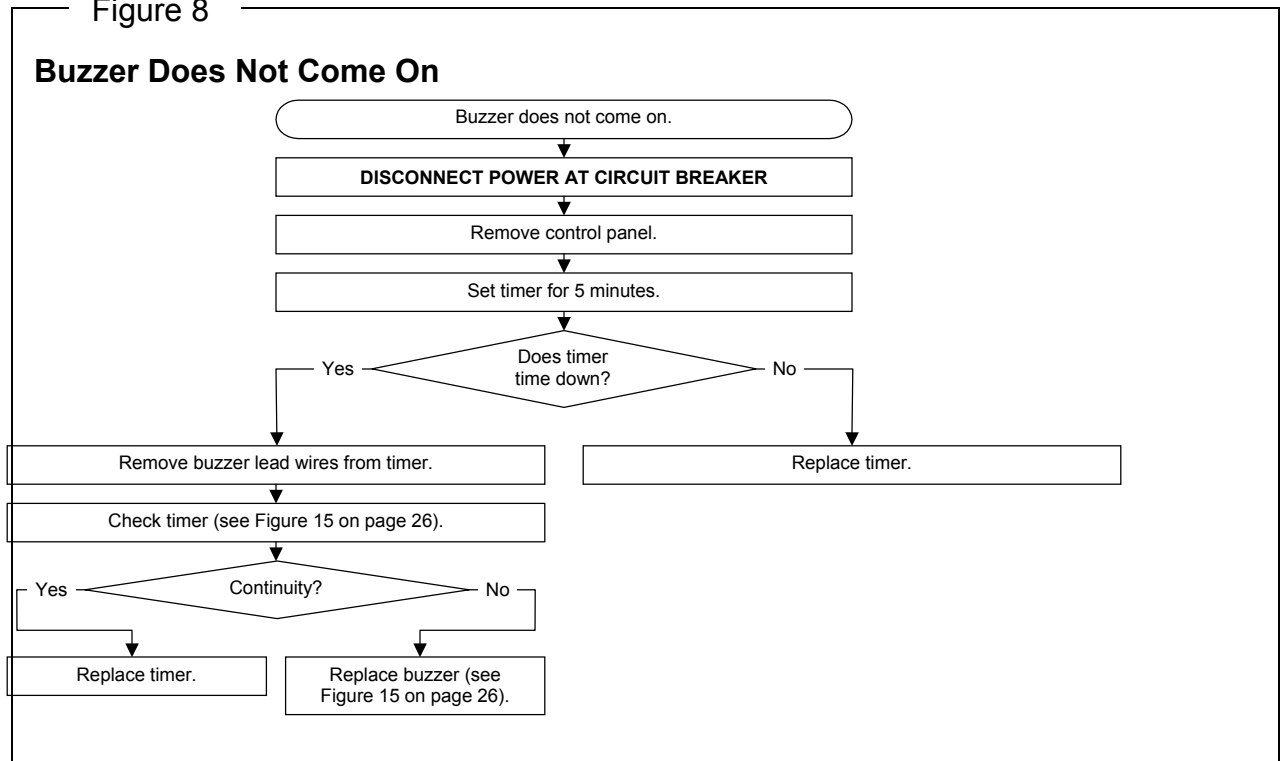 Figure 8
Buzzer Does Not Come On
Buzzer does not come on.
DISCONNECT POWER AT CIRCUIT BREAKER
Remove control panel.
Set timer for 5 minutes.
Does timer
time down?
Yes
No
Remove buzzer lead wires from timer.
Replace timer.
Check timer (see Figure 15 on page 26).
Continuity?
Yes
No
Replace timer.
Replace buzzer (see
Figure 15 on page 26).